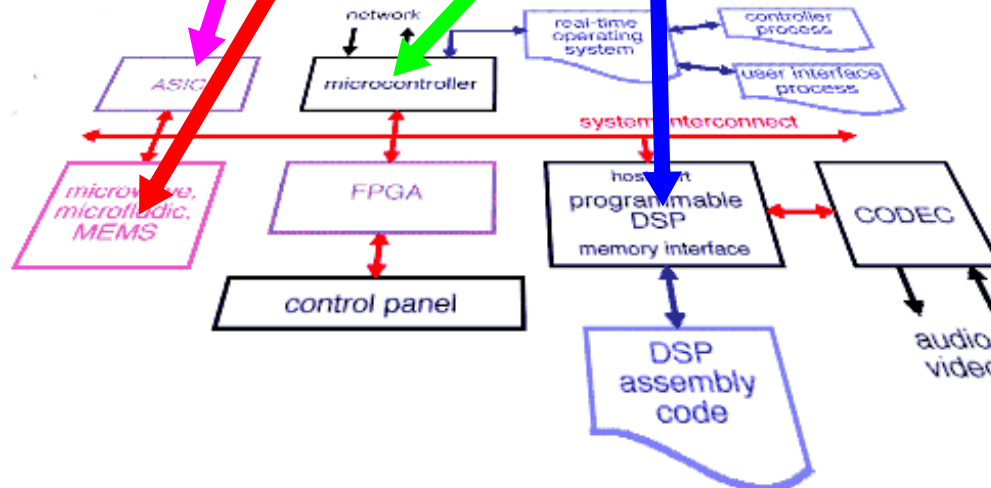 network
real-time
operating
system
controller
process
user interface
process
ASIC
microcontroller
system interconnect
microwave,
microfludic,
MEMS
FPGA
programmable
DSP
memory interface
CODEC
control panel
DSP
assembly
code
audio
video